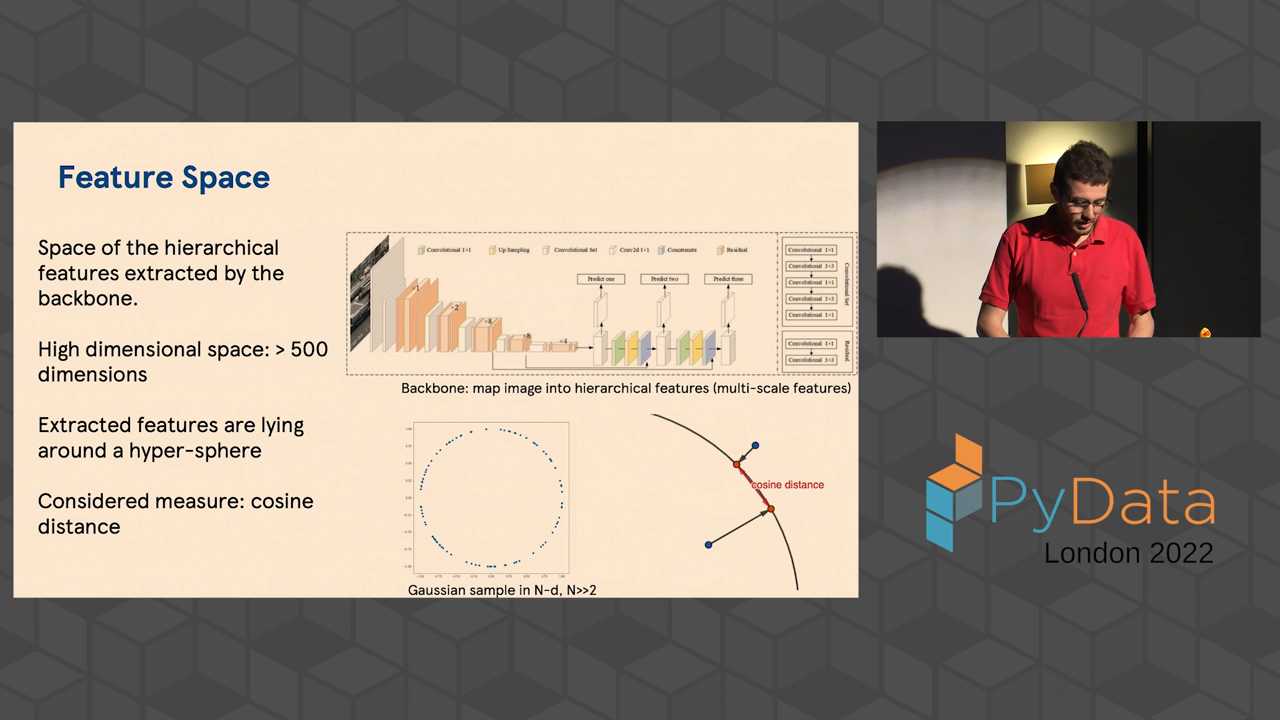 Feature Space
Space of the hierarchical
features extracted by the
backbone.
High dimensional space: > 500
dimensions
Extracted features are lying
around a hyper-sphere
Considered measure: cosine
distance
Convolutional 1×1
Up Sampling
Convolutional Set
Conv2d 1×1
Concatenate
Residual
Predict one
Predict two
Predict three
Convolutional 1×1
Convolutional 3×3
Convolutional 1×1
Convolutional 3×3
Convolutional 1×1
Convolutional Set
Convolutional 1×1
Convolutional 3×3
Residual
Backbone: map image into hierarchical features (multi-scale features)
cosine distance
Gaussian sample in N-d, N>>2
PyData
London 2022